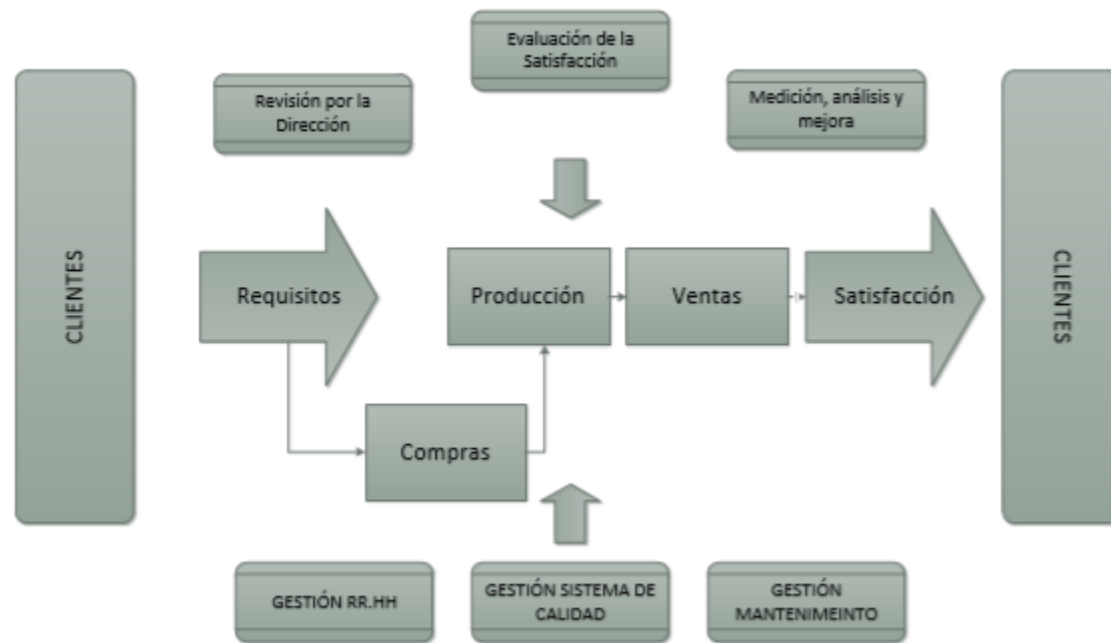 Evaluación de la
Satisfacción
Revisión por la
Dirección
Medición, análisis y
mejora
CLIENTES
Requisitos
Producción
Ventas
Satisfacción
CLIENTES
Compras
GESTIÓN RR.HH
GESTIÓN SISTEMA DE
CALIDAD
GESTIÓN
MANTENIMEINTO